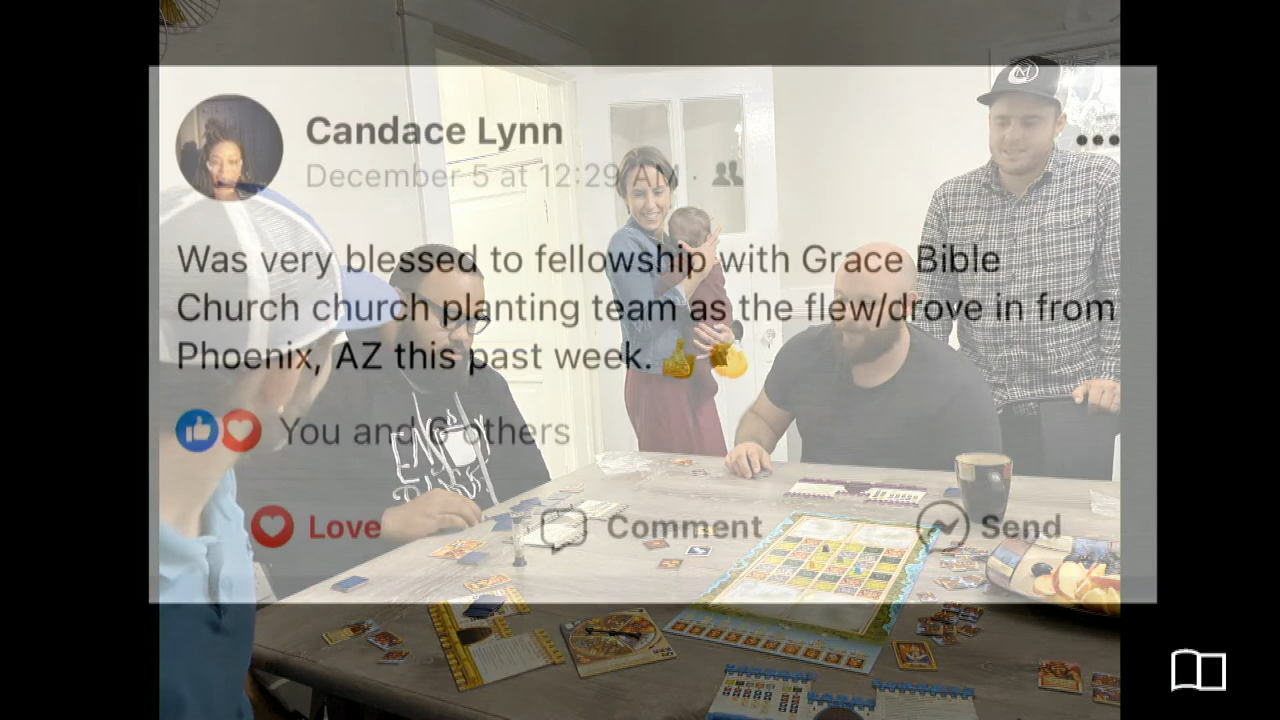 Candace Lynn
December 5 at 12:29 AM ·
Was very blessed to fellowship with Grace Bible
Church church planting team as the flew/drove in from
Phoenix, AZ this past week.
You and 6 others
Love
Comment
Send